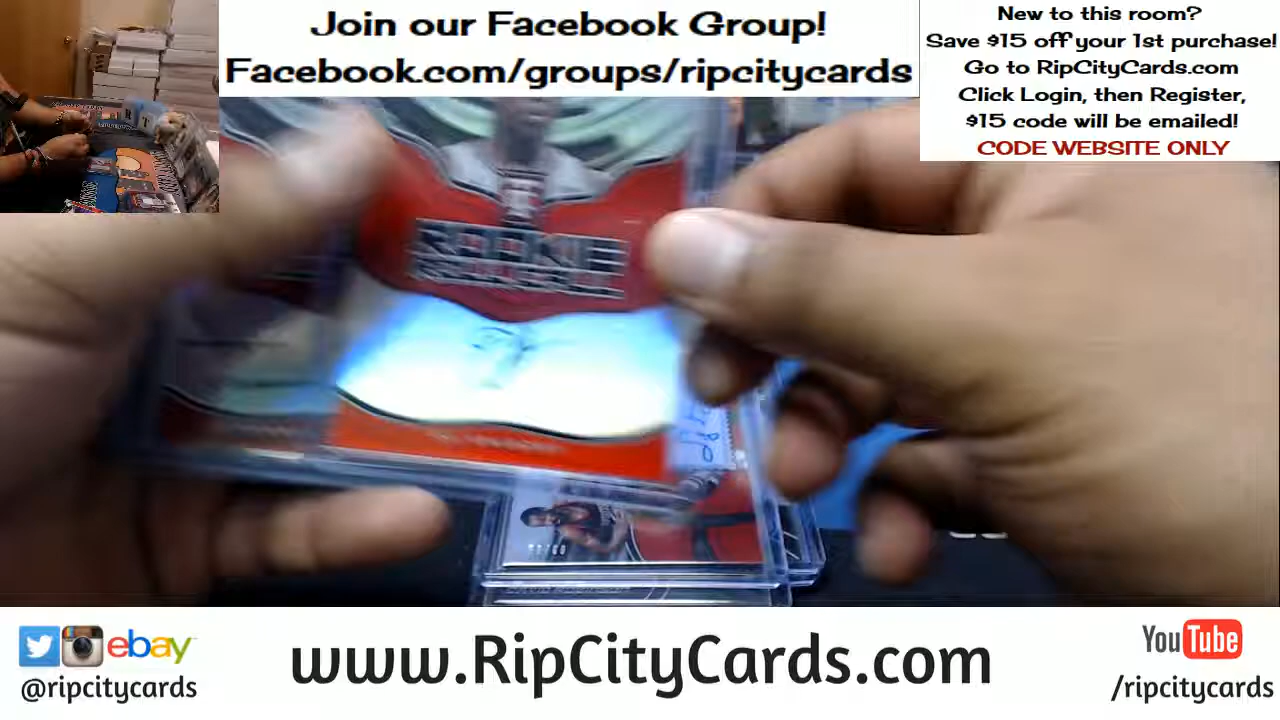 Join our Facebook Group!
Facebook.com/groups/ripcitycards
New to this room?
Save $15 off your 1st purchase!
Go to RipCityCards.com
Click Login, then Register,
$15 code will be emailed!
CODE WEBSITE ONLY
ROOKIE
ebay
@ripcitycards
www.RipCityCards.com
YouTube
/ripcitycards